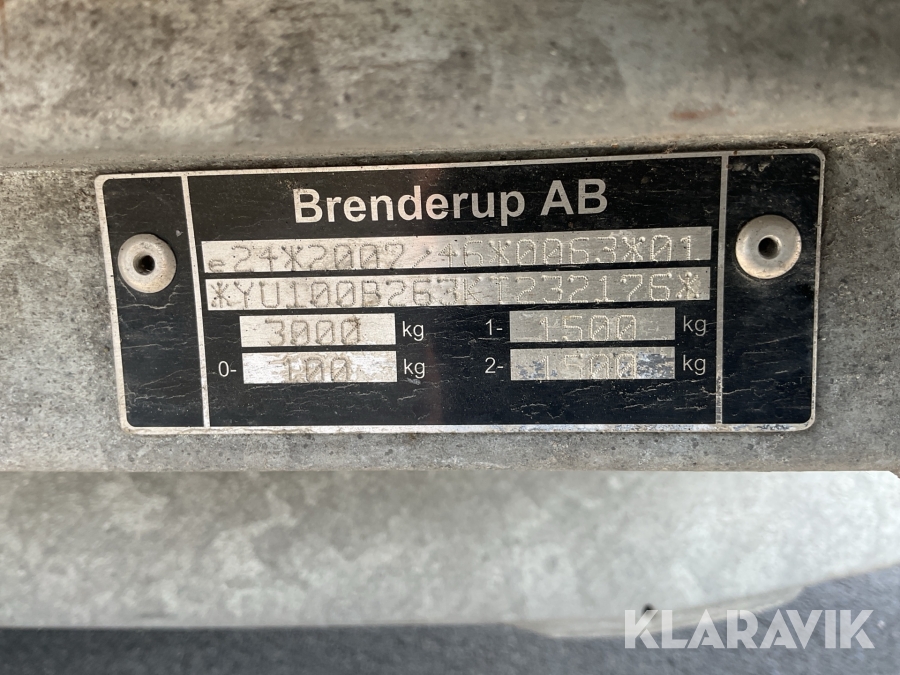 Brenderup AB
e24*2007/46*0063*01
*YU100B263KT232176*
3000 kg 1- 1500 kg
0- 100 kg 2- 1500 kg
KLARAVIK